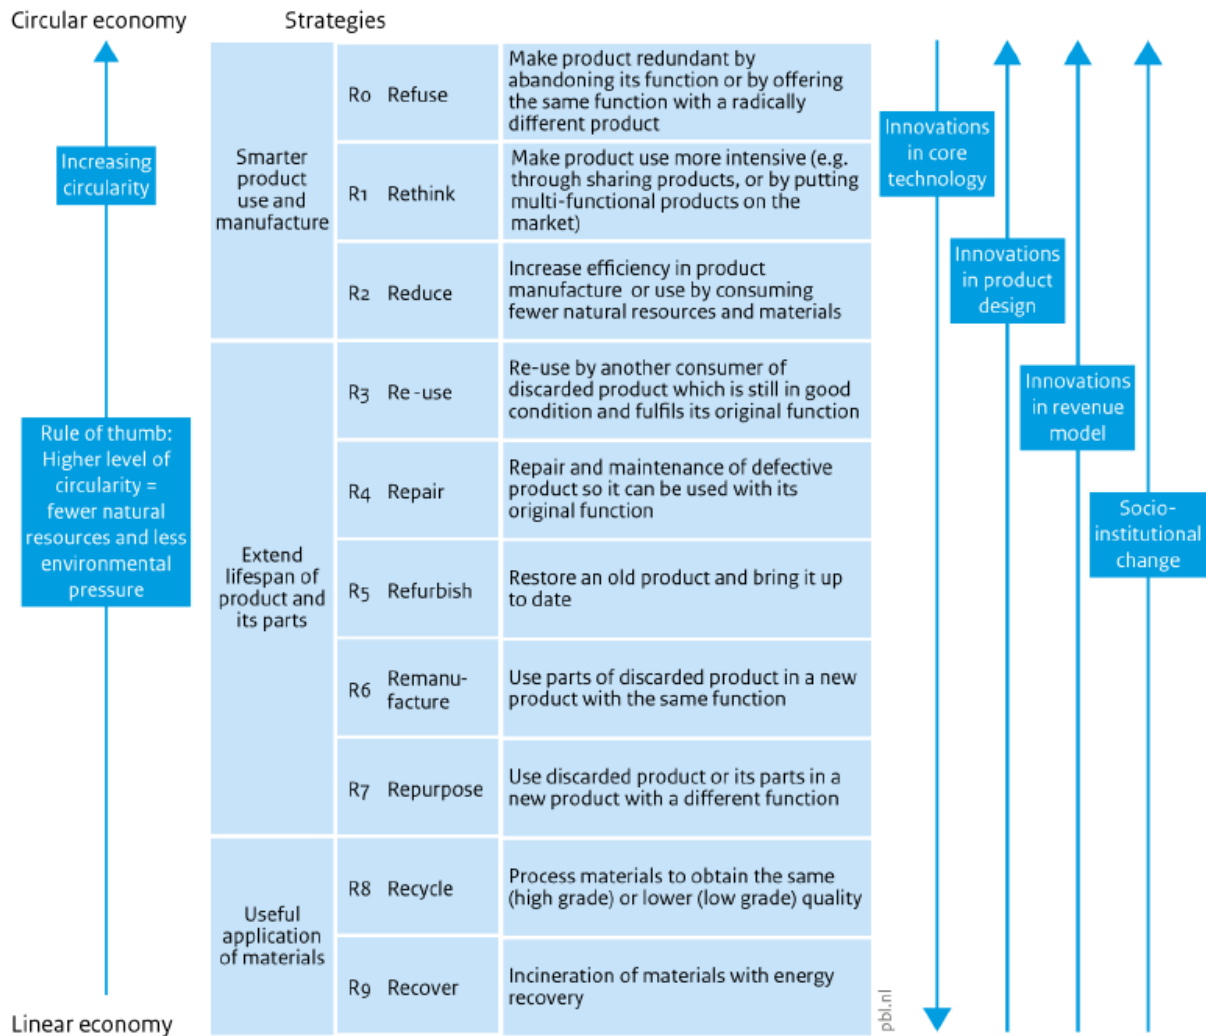 Circular economy
Strategies
Increasing
circularity
Rule of thumb:
Higher level of
circularity =
fewer natural
resources and less
environmental
pressure
Linear economy
Smarter
product
use and
manufacture
R0 Refuse
Make product redundant by
abandoning its function or by offering
the same function with a radically
different product
R1 Rethink
Make product use more intensive (e.g.
through sharing products, or by putting
multi-functional products on the
market)
R2 Reduce
Increase efficiency in product
manufacture or use by consuming
fewer natural resources and materials
Extend
lifespan of
product and
its parts
R3 Re-use
Re-use by another consumer of
discarded product which is still in good
condition and fulfils its original function
R4 Repair
Repair and maintenance of defective
product so it can be used with its
original function
R5 Refurbish
Restore an old product and bring it up
to date
R6 Remanu-
facture
Use parts of discarded product in a new
product with the same function
R7 Repurpose
Use discarded product or its parts in a
new product with a different function
Useful
application
of materials
R8 Recycle
Process materials to obtain the same
(high grade) or lower (low grade) quality
R9 Recover
Incineration of materials with energy
recovery
Innovations
in core
technology
Innovations
in product
design
Innovations
in revenue
model
Socio-
institutional
change
pbl.nl